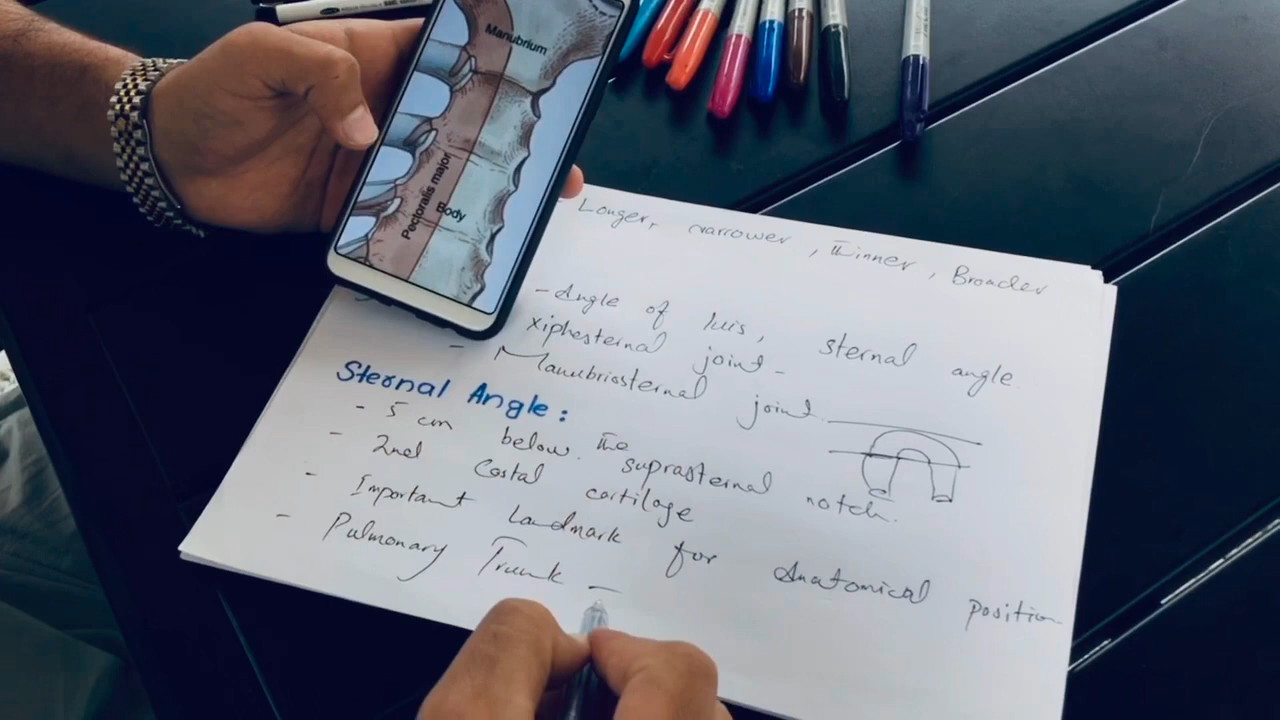 Manubrium
Pectoralis major
Body
Longer, narrower, thinner, Broader
- Angle of luis, sternal angle.
xiphesternal joint -
- Manubriosternal joint
Sternal Angle:
- 5 cm below the suprasternal notch.
- 2nd Costal cartilage
- Important Landmark for Anatomical position
- Pulmonary Trunk -